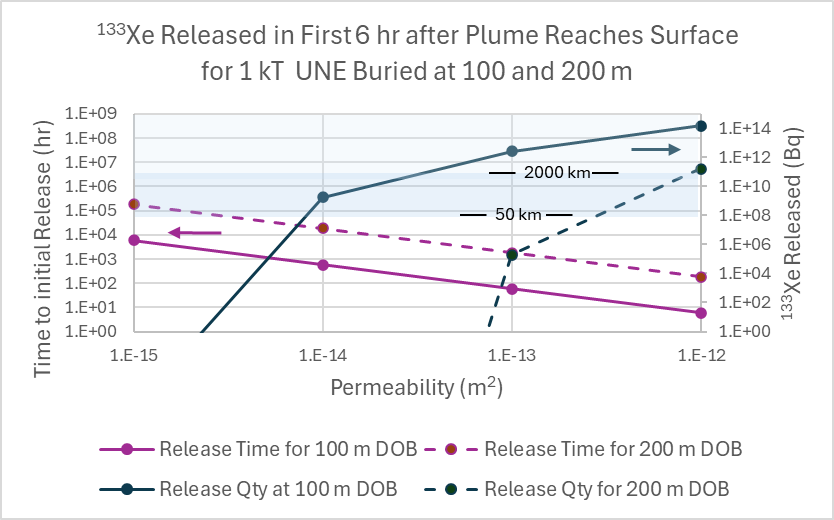 ¹³³Xe Released in First 6 hr after Plume Reaches Surface
for 1 kT UNE Buried at 100 and 200 m
Time to initial Release (hr)
1.E+09
1.E+08
1.E+07
1.E+06
1.E+05
1.E+04
1.E+03
1.E+02
1.E+01
1.E+00
2000 km
50 km
1.E+14
1.E+12
1.E+10
1.E+08
1.E+06
1.E+04
1.E+02
1.E+00
¹³³Xe Released (Bq)
1.E-15 1.E-14 1.E-13 1.E-12
Permeability (m²)
Release Time for 100 m DOB Release Time for 200 m DOB
Release Qty at 100 m DOB Release Qty for 200 m DOB